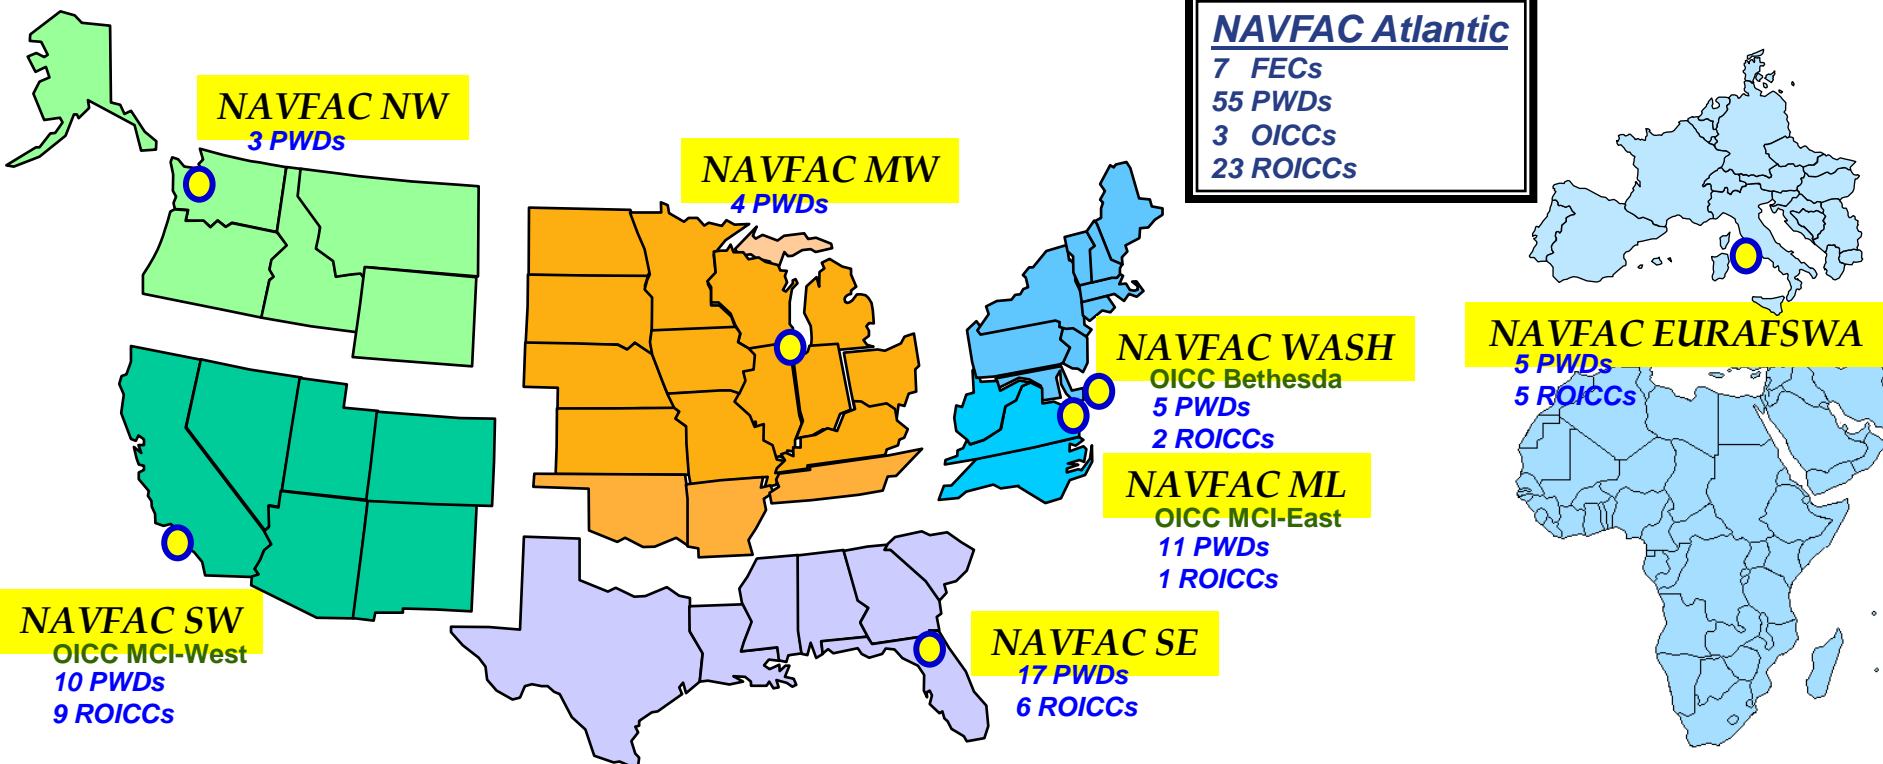 NAVFAC Atlantic
7 FECs
55 PWDs
3 OICCs
23 ROICCs
NAVFAC NW
3 PWDs
NAVFAC MW
4 PWDs
NAVFAC WASH
OICC Bethesda
5 PWDs
2 ROICCs
NAVFAC EURAFSWA
5 PWDs
5 ROICCs
NAVFAC ML
OICC MCI-East
11 PWDs
1 ROICCs
NAVFAC SW
OICC MCI-West
10 PWDs
9 ROICCs
NAVFAC SE
17 PWDs
6 ROICCs